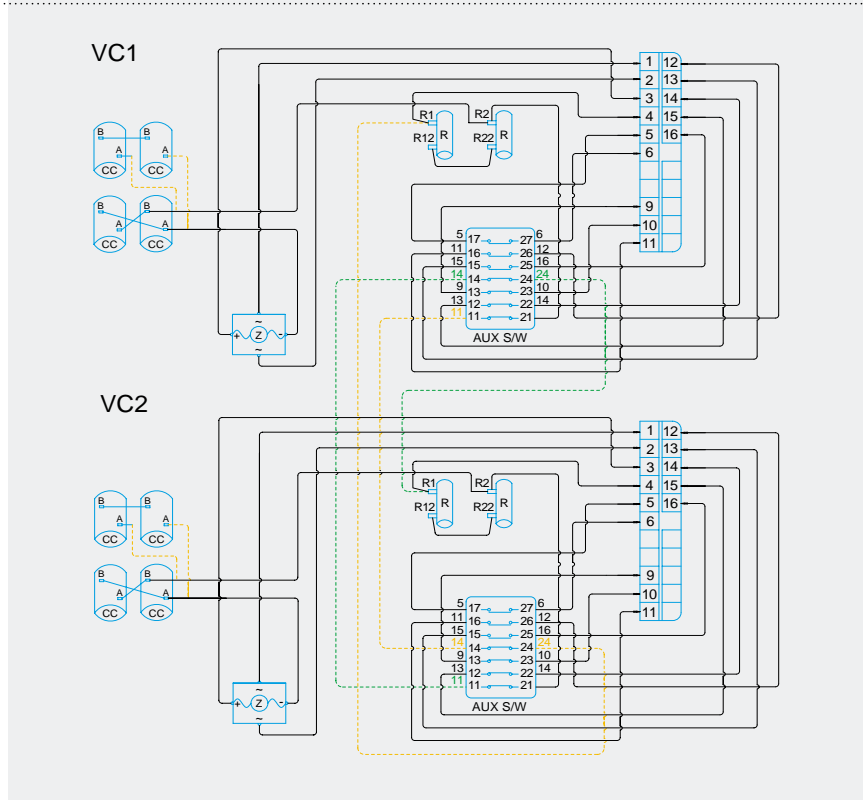 VC1
1 12
2 13
3 14
4 15
5 16
6
9
10
11
R1 R2
R R
R12 R22
B B
A A
CC CC
B B
A A
CC CC
5 17 27 6
11 16 26 12
15 15 25 16
14 14 24 24
9 13 23 10
13 12 22 14
11 11 21
AUX S/W
~
+ Z -
~
VC2
1 12
2 13
3 14
4 15
5 16
6
9
10
11
R1 R2
R R
R12 R22
B B
A A
CC CC
B B
A A
CC CC
5 17 27 6
11 16 26 12
15 15 25 16
14 14 24 24
9 13 23 10
13 12 22 14
11 11 21
AUX S/W
~
+ Z -
~